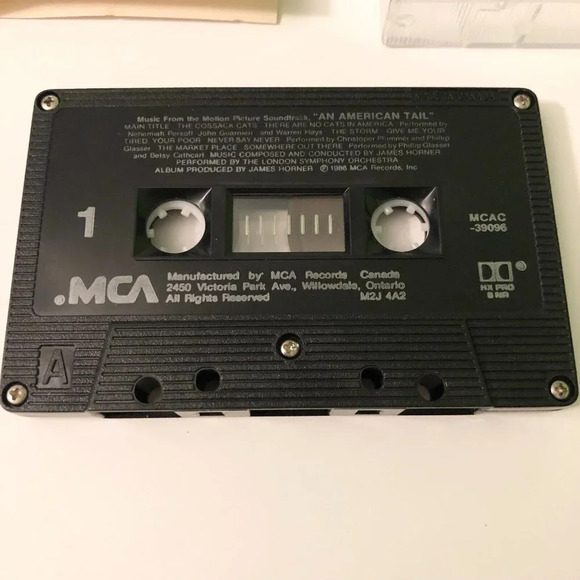 Music From the Motion Picture Soundtrack, "AN AMERICAN TAIL"
MAIN TITLE THE COSSACK CATS THERE ARE NO CATS IN AMERICA Performed by
Nehemiah Persoff, John Guarnieri and Warren Hays THE STORM GIVE ME YOUR
TIRED YOUR POOR NEVER SAY NEVER Performed by Christopher Plummer and Phillip
Glasser THE MARKET PLACE SOMEWHERE OUT THERE Performed by Phillip Glasser
and Betsy Cathcart MUSIC COMPOSED AND CONDUCTED BY JAMES HORNER
PERFORMED BY THE LONDON SYMPHONY ORCHESTRA
ALBUM PRODUCED BY JAMES HORNER ℗ 1986 MCA Records, Inc
1
MCAC
-39096
MCA®
Manufactured by MCA Records Canada
2450 Victoria Park Ave., Willowdale, Ontario
All Rights Reserved M2J 4A2
®
HX PRO
B NR
A